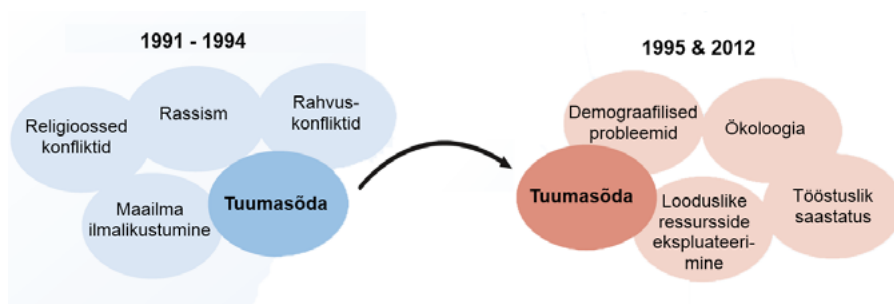 1991 - 1994
Religioossed
konfliktid
Rassism
Rahvus-
konfliktid
Maailma
ilmalikustumine
Tuumasõda
1995 & 2012
Demograafilised
probleemid
Ökoloogia
Tuumasõda
Looduslike
ressursside
ekspluateeri-
mine
Tööstuslik
saastatus